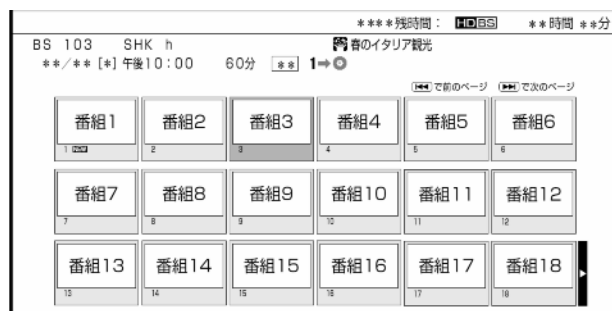 ****残時間： HD BS **時間 **分
BS 103 SHK h 春のイタリア観光
**/** [*] 午後10：00 60分 ** 1➡
⏮ で前のページ ⏭ で次のページ
番組1 番組2 番組3 番組4 番組5 番組6
1 NEW 2 3 4 5 6
番組7 番組8 番組9 番組10 番組11 番組12
7 8 9 10 11 12
番組13 番組14 番組15 番組16 番組17 番組18
13 14 15 16 17 18